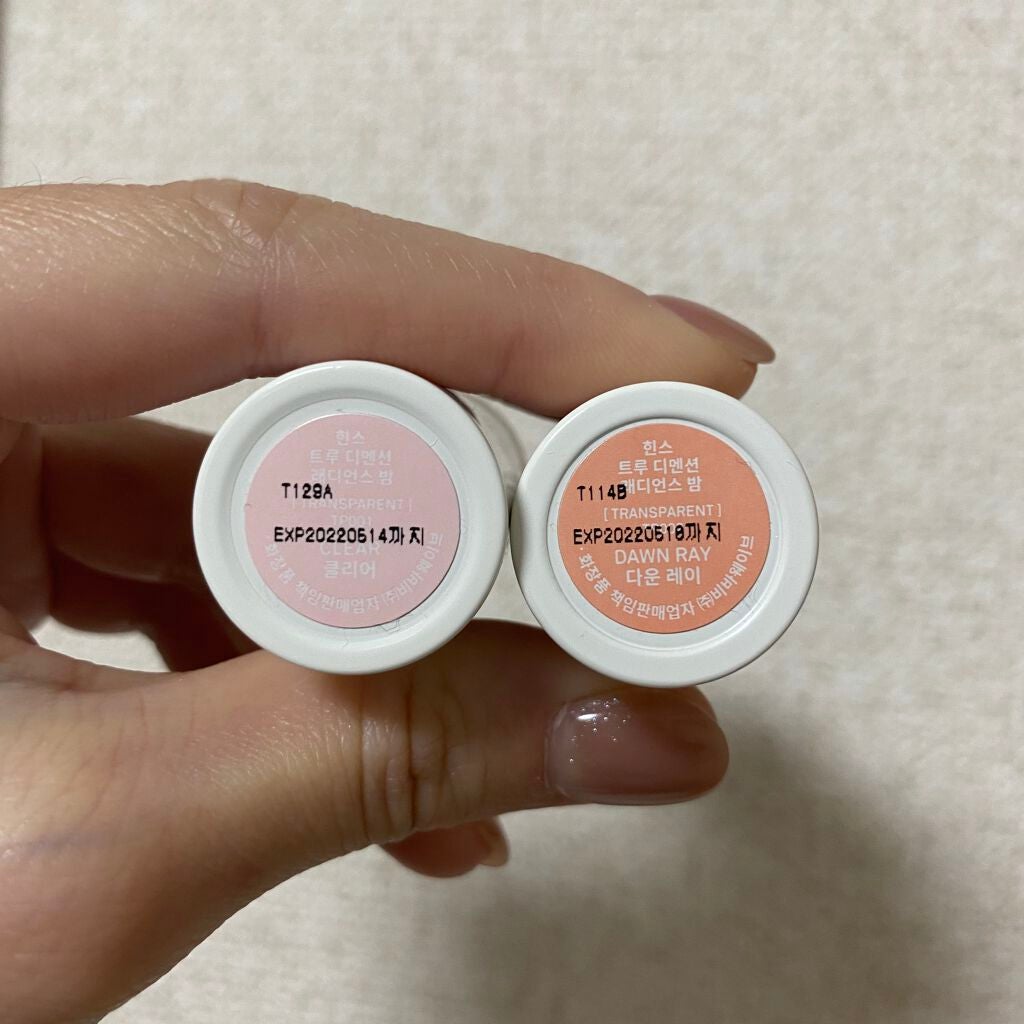 힌스
트루 디멘션
래디언스 밤
T129A
[ TRANSPARENT ]
TP001
EXP20220514까지
CLEAR
클리어
화장품 책임판매업자 ㈜비바웨이브
힌스
트루 디멘션
래디언스 밤
T114B
[ TRANSPARENT ]
EXP20220518까지
DAWN RAY
다운 레이
화장품 책임판매업자 ㈜비바웨이브